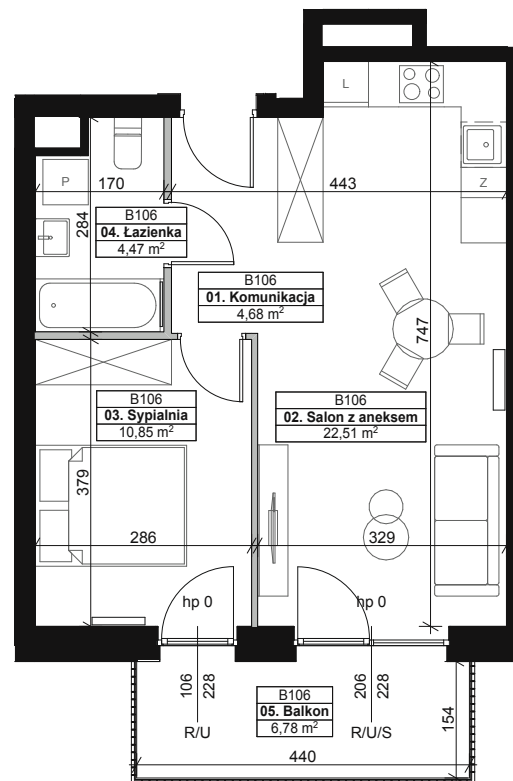 L
P
170
443
Z
284
B106
04. Łazienka
4,47 m²
B106
01. Komunikacja
4,68 m²
747
B106
03. Sypialnia
10,85 m²
B106
02. Salon z aneksem
22,51 m²
379
286
329
hp 0
hp 0
106
228
206
228
B106
05. Balkon
6,78 m²
R/U
R/U/S
154
440